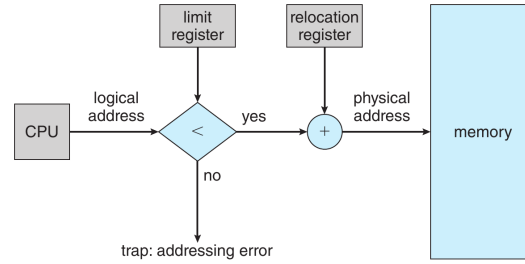 limit
register
relocation
register
logical
address
physical
address
CPU
<
yes
+
memory
no
trap: addressing error